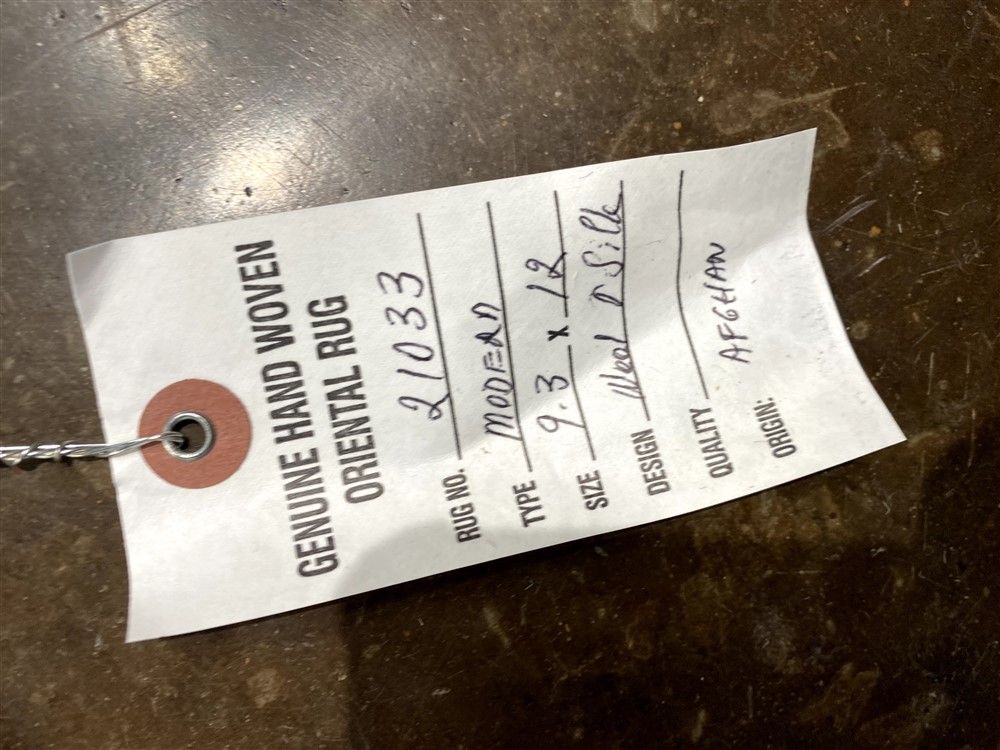 GENUINE HAND WOVEN
ORIENTAL RUG
RUG NO. 21033
TYPE MODERN
SIZE 9.3 x 12
DESIGN Wool & Silk
QUALITY
ORIGIN: AFGHAN